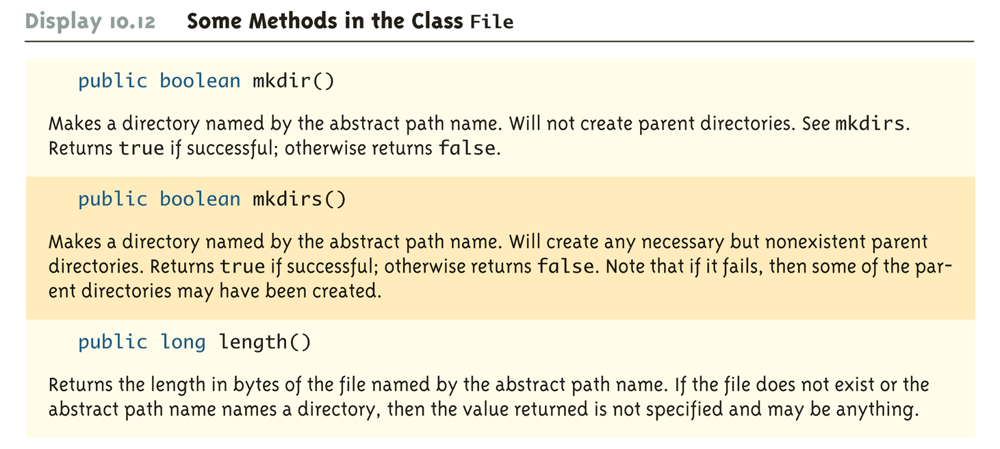 Display 10.12 Some Methods in the Class File
public boolean mkdir()
Makes a directory named by the abstract path name. Will not create parent directories. See mkdirs.
Returns true if successful; otherwise returns false.
public boolean mkdirs()
Makes a directory named by the abstract path name. Will create any necessary but nonexistent parent
directories. Returns true if successful; otherwise returns false. Note that if it fails, then some of the par-
ent directories may have been created.
public long length()
Returns the length in bytes of the file named by the abstract path name. If the file does not exist or the
abstract path name names a directory, then the value returned is not specified and may be anything.